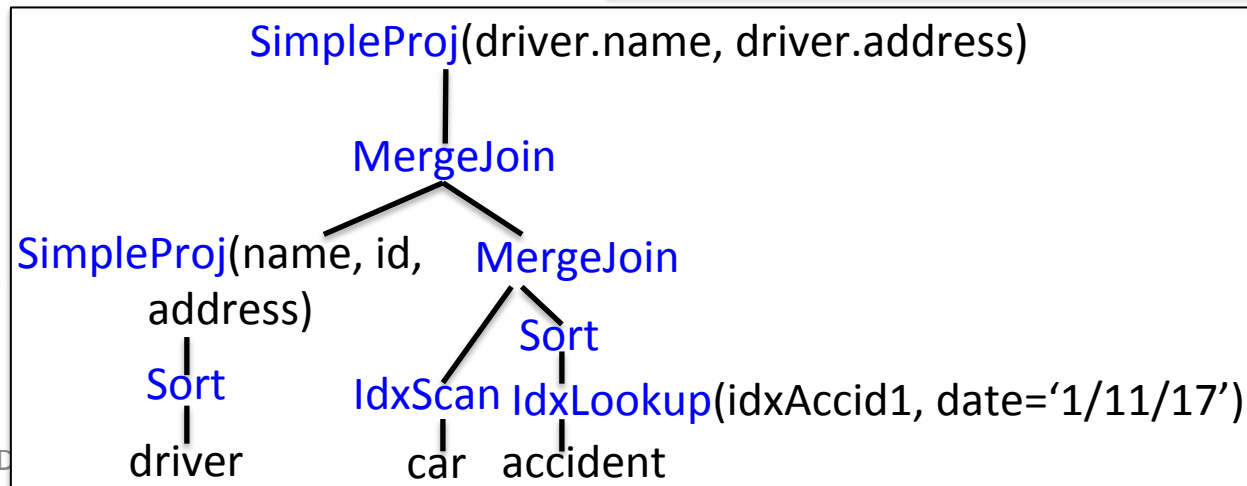 SimpleProj(driver.name, driver.address)
MergeJoin
SimpleProj(name, id,
address)
MergeJoin
Sort
Sort
IdxScan
IdxLookup(idxAccid1, date=‘1/11/17’)
driver
car
accident
D